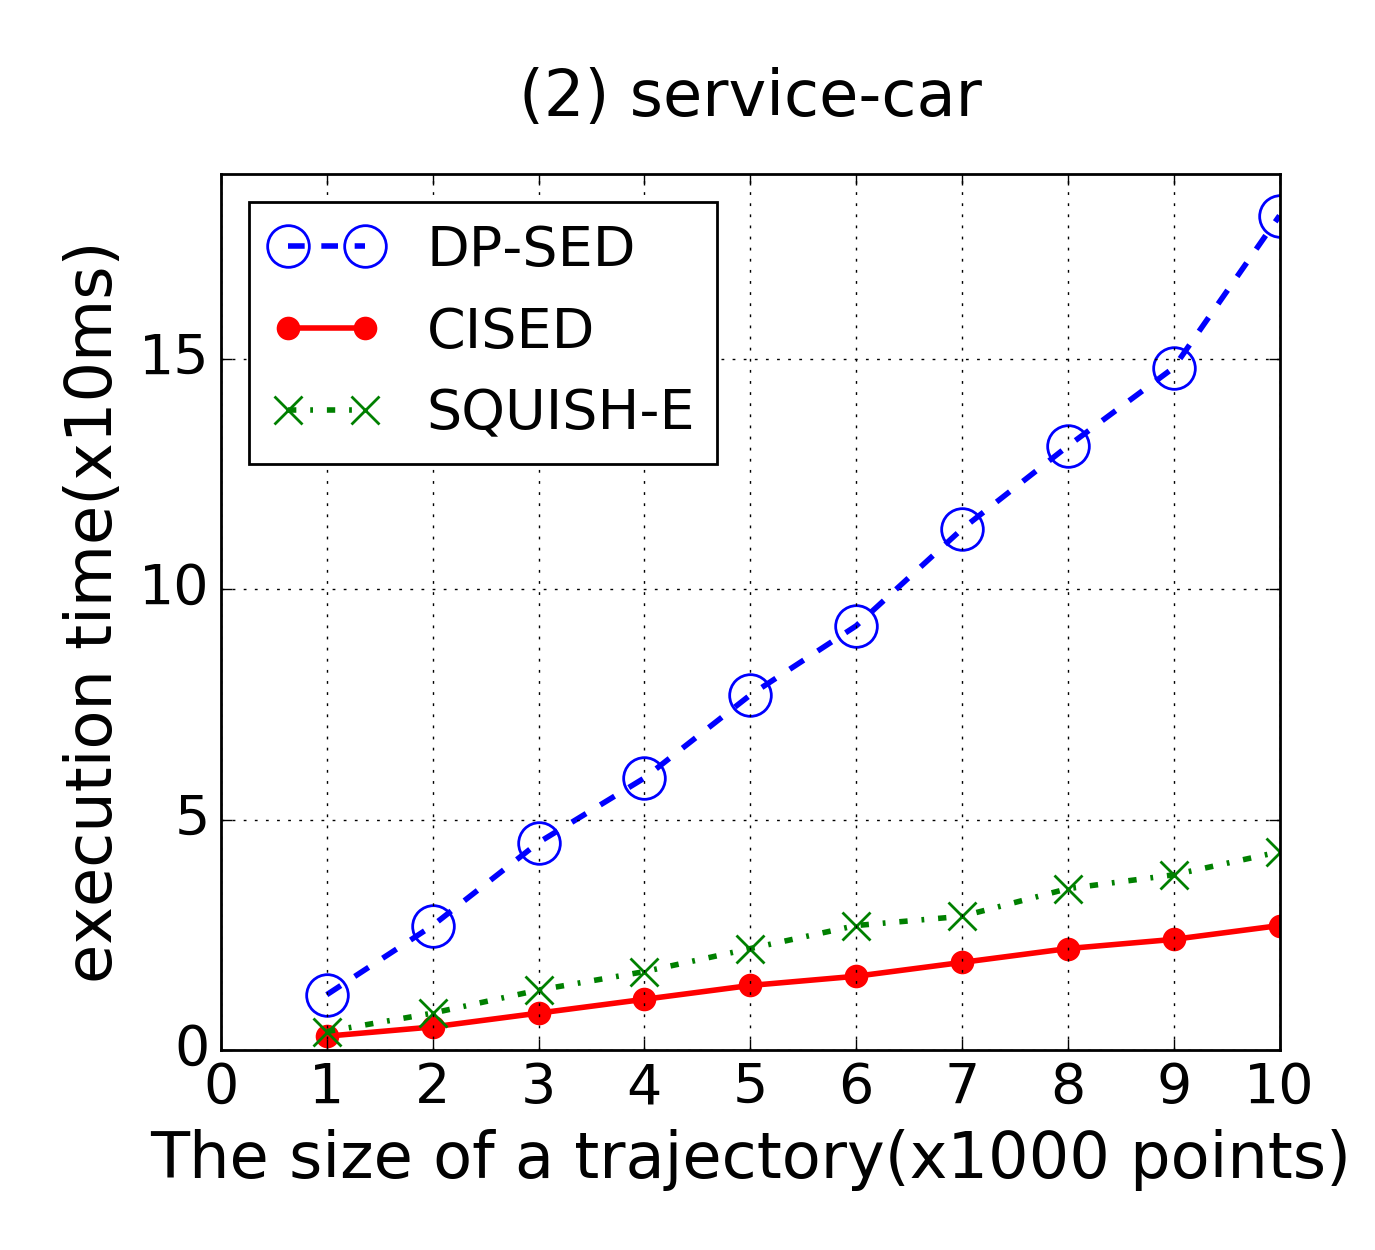 (2) service-car
DP-SED
CISED
SQUISH-E
execution time(x10ms)
15
10
5
0
0 1 2 3 4 5 6 7 8 9 10
The size of a trajectory(x1000 points)